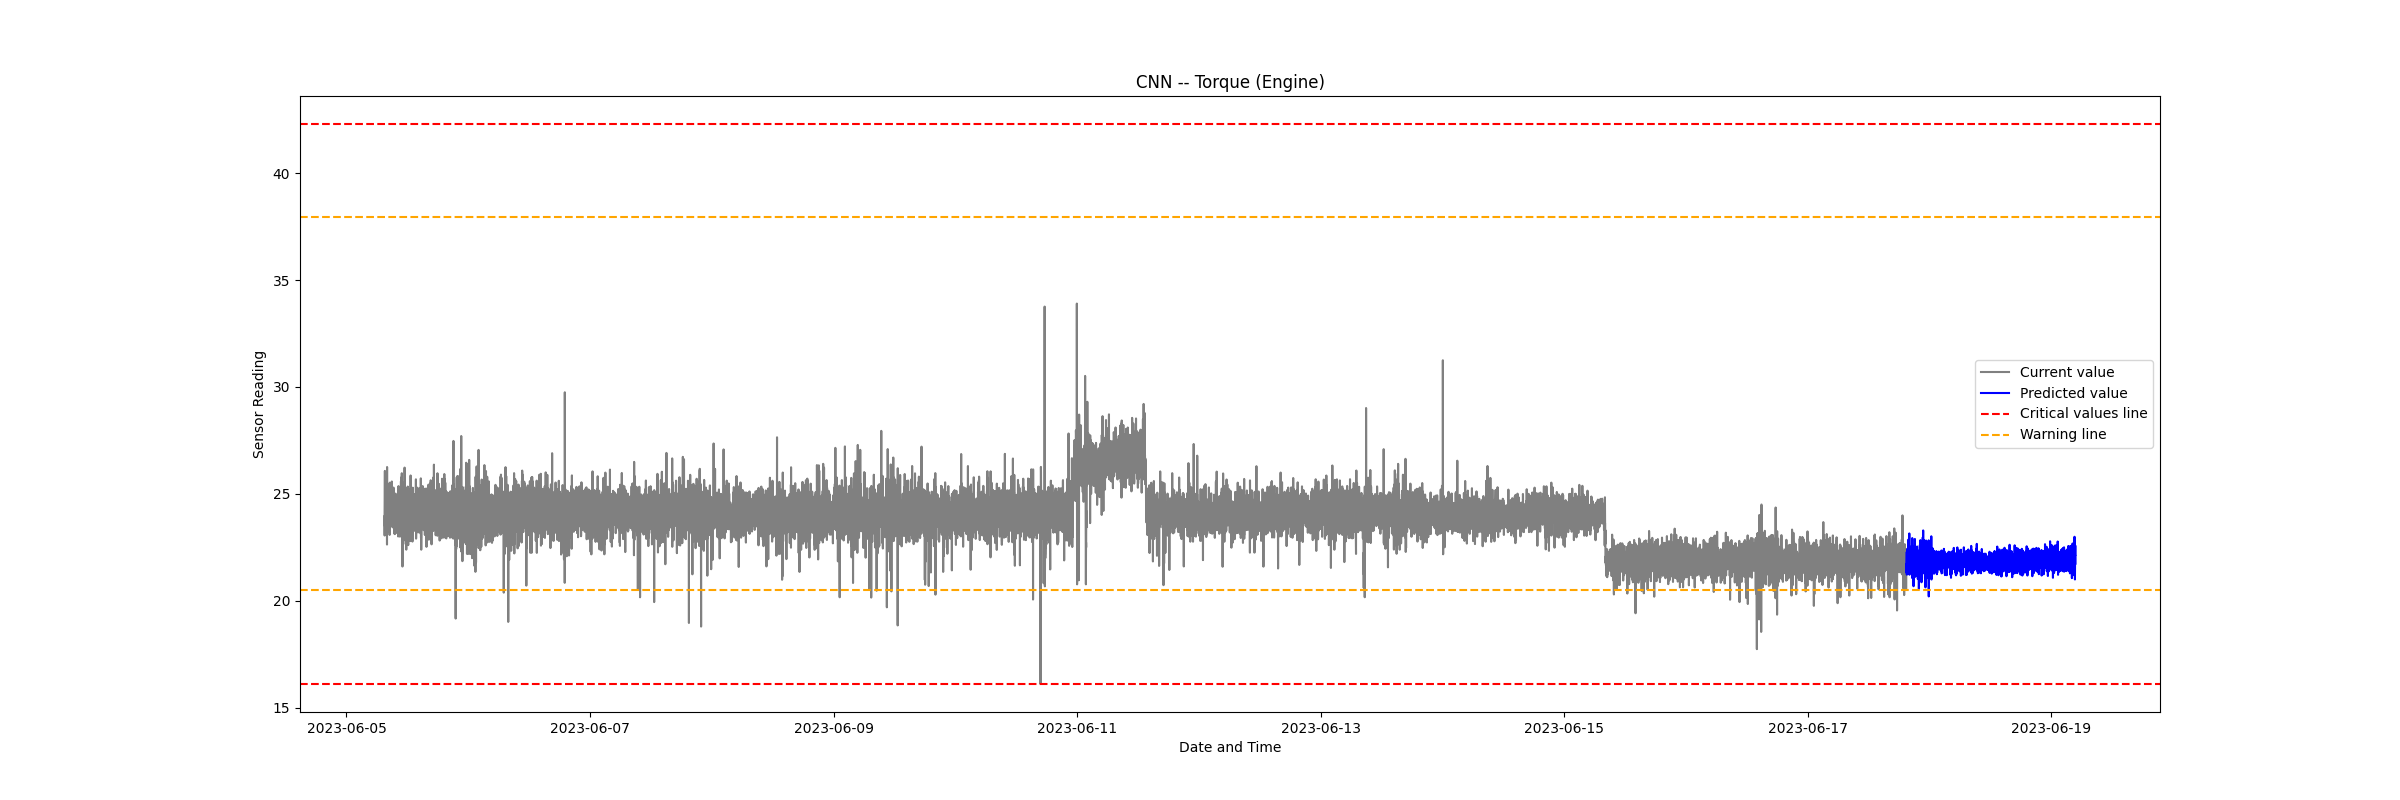 CNN -- Torque (Engine)
Sensor Reading
40
35
30
25
20
15
Current value
Predicted value
Critical values line
Warning line
2023-06-05 2023-06-07 2023-06-09 2023-06-11 2023-06-13 2023-06-15 2023-06-17 2023-06-19
Date and Time